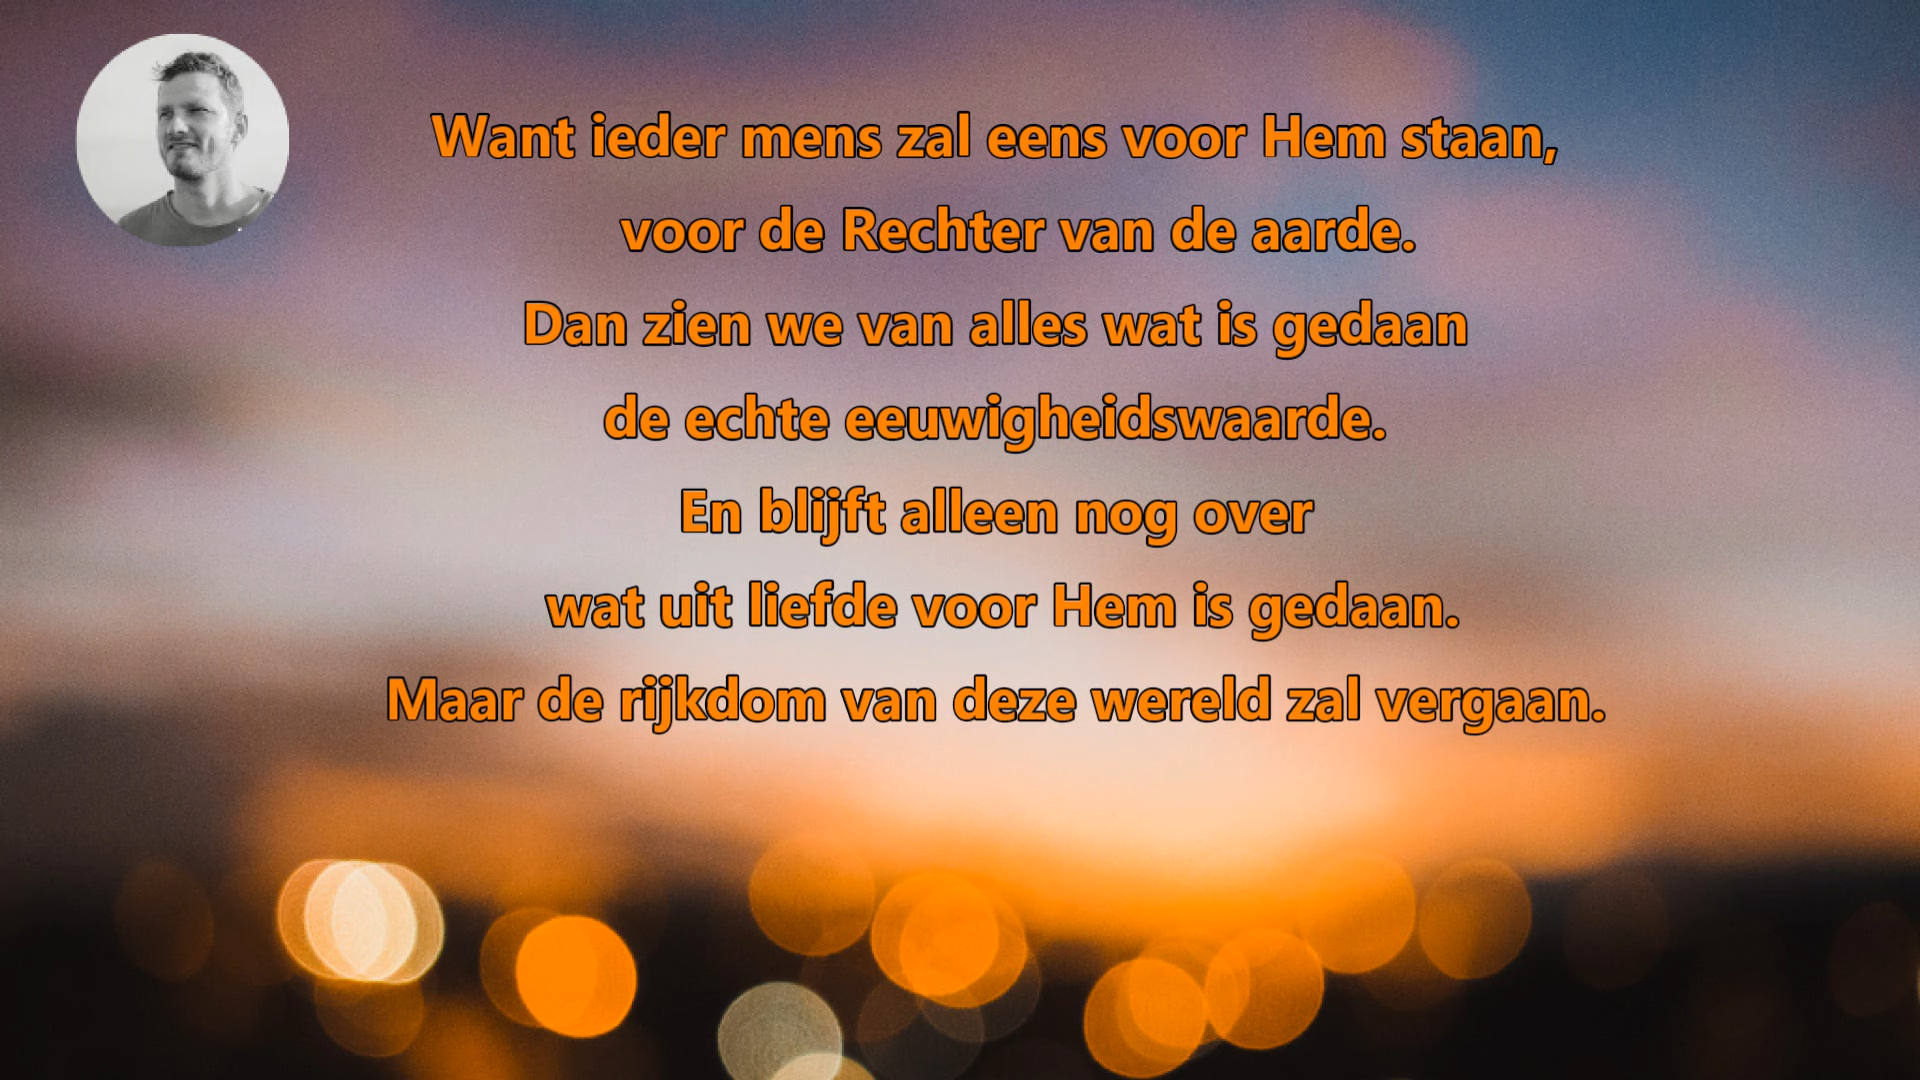 Want ieder mens zal eens voor Hem staan,
voor de Rechter van de aarde.
Dan zien we van alles wat is gedaan
de echte eeuwigheidswaarde.
En blijft alleen nog over
wat uit liefde voor Hem is gedaan.
Maar de rijkdom van deze wereld zal vergaan.